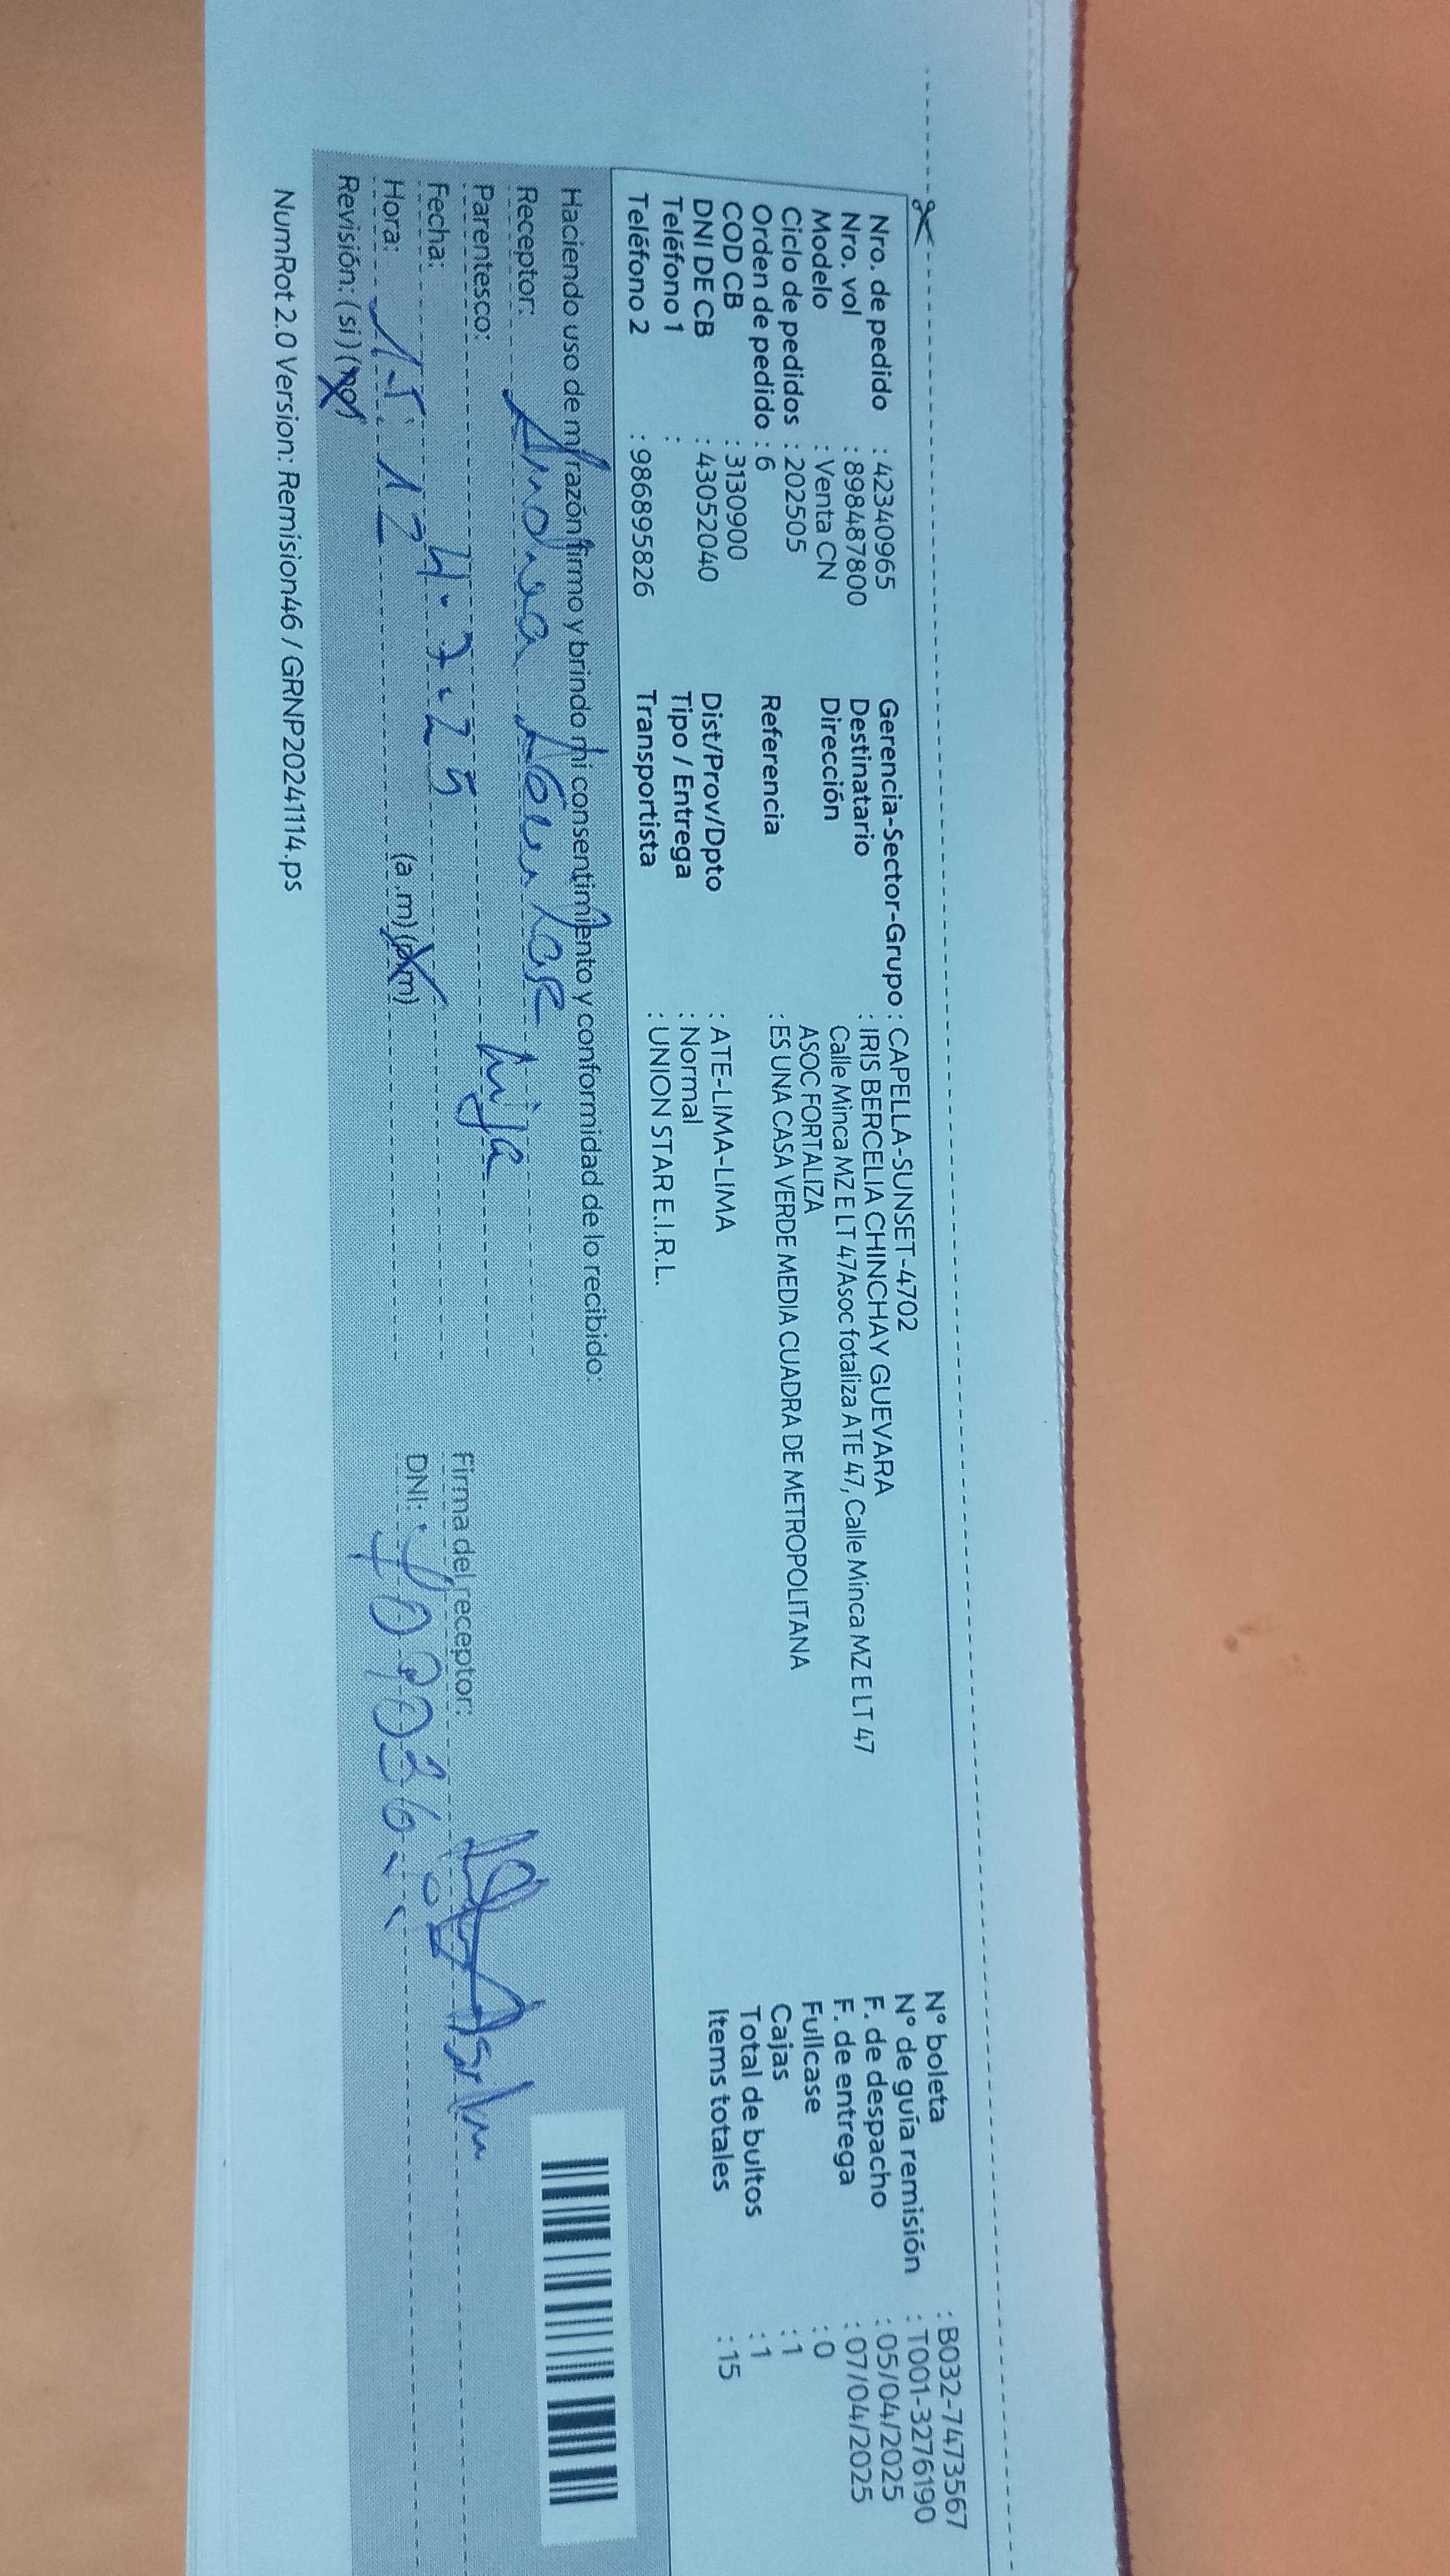 Nro. de pedido : 42340965
Nro. vol : 898487800
Modelo : Venta CN
Ciclo de pedidos : 202505
Orden de pedido : 6
COD CB : 3130900
DNI DE CB : 43052040
Teléfono 1 :
Teléfono 2 : 986895826
Gerencia-Sector-Grupo : CAPELLA-SUNSET-4702
Destinatario : IRIS BERCELIA CHINCHAY GUEVARA
Dirección Calle Minca MZ E LT 47Asoc fotaliza ATE 47, Calle Minca MZ E LT 47
ASOC FORTALIZA
Referencia : ES UNA CASA VERDE MEDIA CUADRA DE METROPOLITANA
Dist/Prov/Dpto : ATE-LIMA-LIMA
Tipo / Entrega : Normal
Transportista : UNION STAR E.I.R.L.
N° boleta : B032-7473567
N° de guía remisión : T001-3276190
F. de despacho : 05/04/2025
F. de entrega : 07/04/2025
Fullcase : 0
Cajas : 1
Total de bultos : 1
Items totales : 15
Haciendo uso de mi razón firmo y brindo mi consentimiento y conformidad de lo recibido:
Receptor: Andrea
Parentesco: hija
Fecha:
Hora: (a .m) (p.m)
Revisión: ( si ) ( no )
Firma del receptor:
DNI:
NumRot 2.0 Version: Remision46 / GRNP20241114.ps